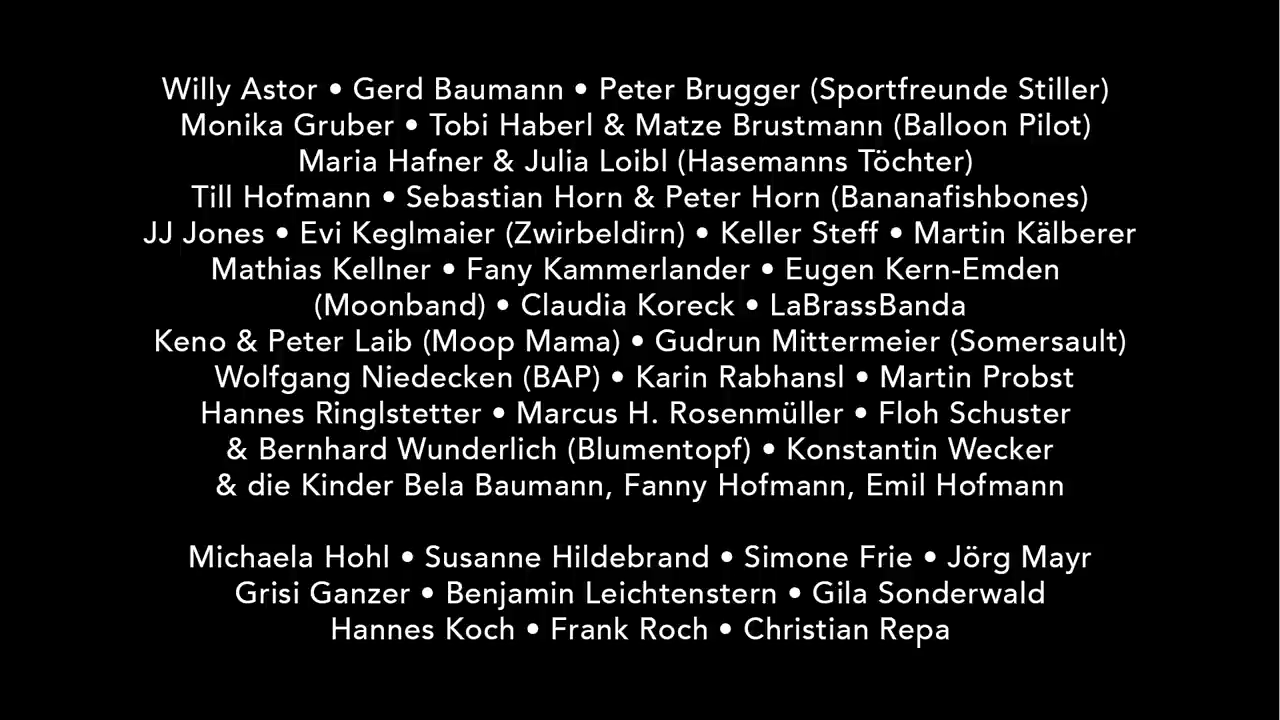 Willy Astor • Gerd Baumann • Peter Brugger (Sportfreunde Stiller)
Monika Gruber • Tobi Haberl & Matze Brustmann (Balloon Pilot)
Maria Hafner & Julia Loibl (Hasemanns Töchter)
Till Hofmann • Sebastian Horn & Peter Horn (Bananafishbones)
JJ Jones • Evi Keglmaier (Zwirbeldirn) • Keller Steff • Martin Kälberer
Mathias Kellner • Fany Kammerlander • Eugen Kern-Emden
(Moonband) • Claudia Koreck • LaBrassBanda
Keno & Peter Laib (Moop Mama) • Gudrun Mittermeier (Somersault)
Wolfgang Niedecken (BAP) • Karin Rabhansl • Martin Probst
Hannes Ringlstetter • Marcus H. Rosenmüller • Floh Schuster
& Bernhard Wunderlich (Blumentopf) • Konstantin Wecker
& die Kinder Bela Baumann, Fanny Hofmann, Emil Hofmann
Michaela Hohl • Susanne Hildebrand • Simone Frie • Jörg Mayr
Grisi Ganzer • Benjamin Leichtenstern • Gila Sonderwald
Hannes Koch • Frank Roch • Christian Repa